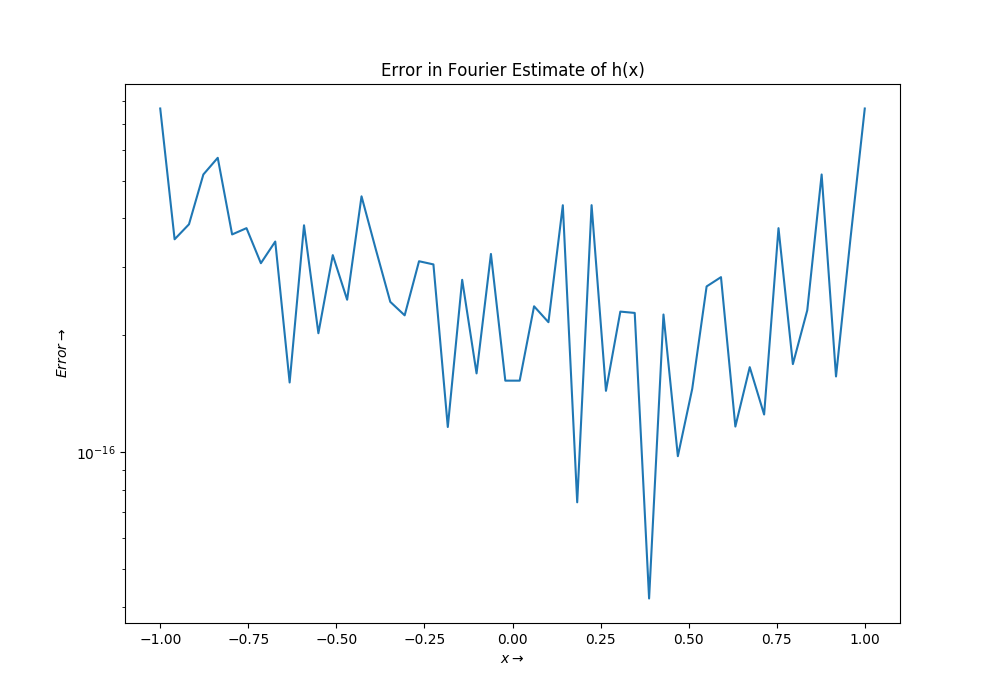 Error in Fourier Estimate of h(x)
Error →
10⁻¹⁶
−1.00 −0.75 −0.50 −0.25 0.00 0.25 0.50 0.75 1.00
x →